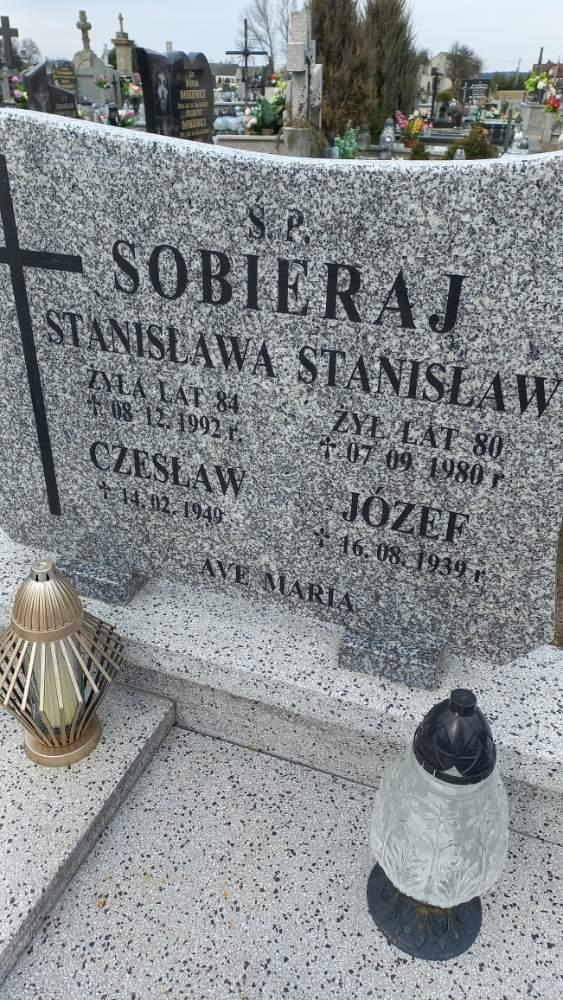 Ś. P.
SOBIERAJ
STANISŁAWA
ŻYŁA LAT 84
† 08. 12. 1992 r.
STANISŁAW
ŻYŁ LAT 80
† 07. 09. 1980 r
CZESŁAW
† 14. 02. 1949
JÓZEF
† 16. 08. 1939 r
AVE MARIA
DANKIEWICZ